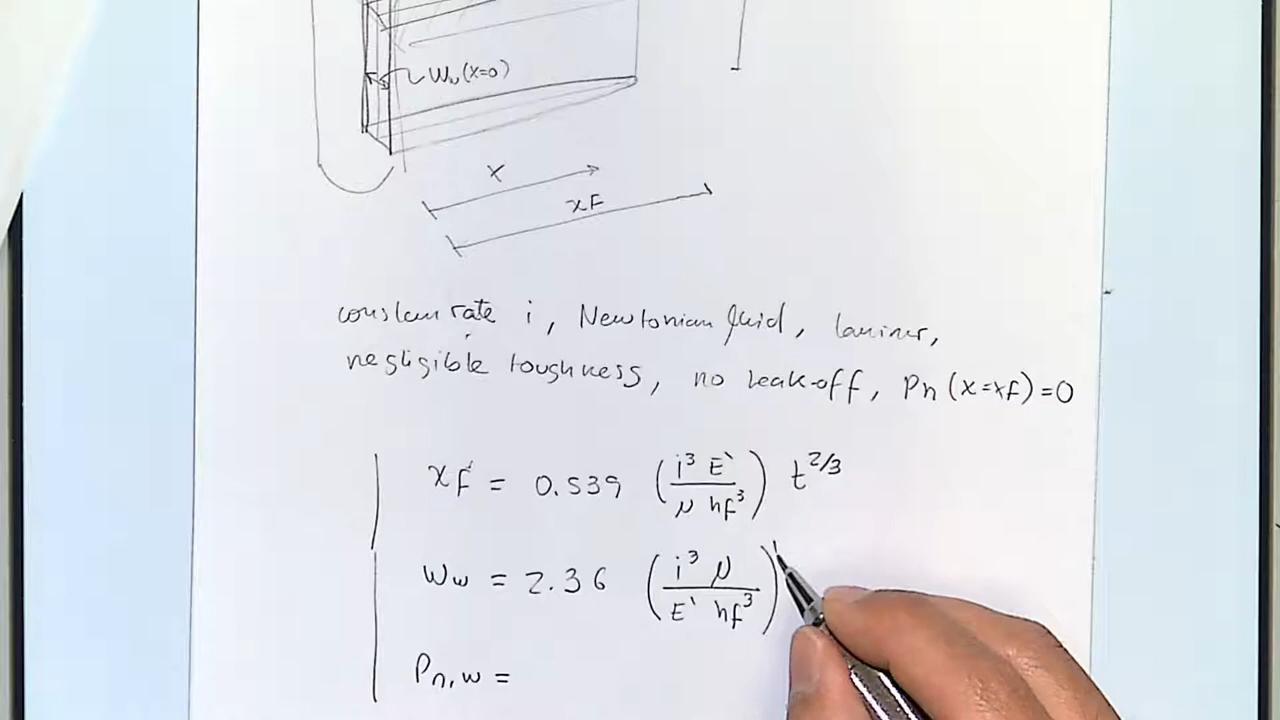 Ww(x=0)
x
xF
constan rate i, Newtonian fluid, laminar,
negligible toughness, no leak-off, Pn (x=xf)=0
xf = 0.539 (i³ E` / μ hf³) t^2/3
Ww = 2.36 (i³ μ / E` hf³)
Pn,w =